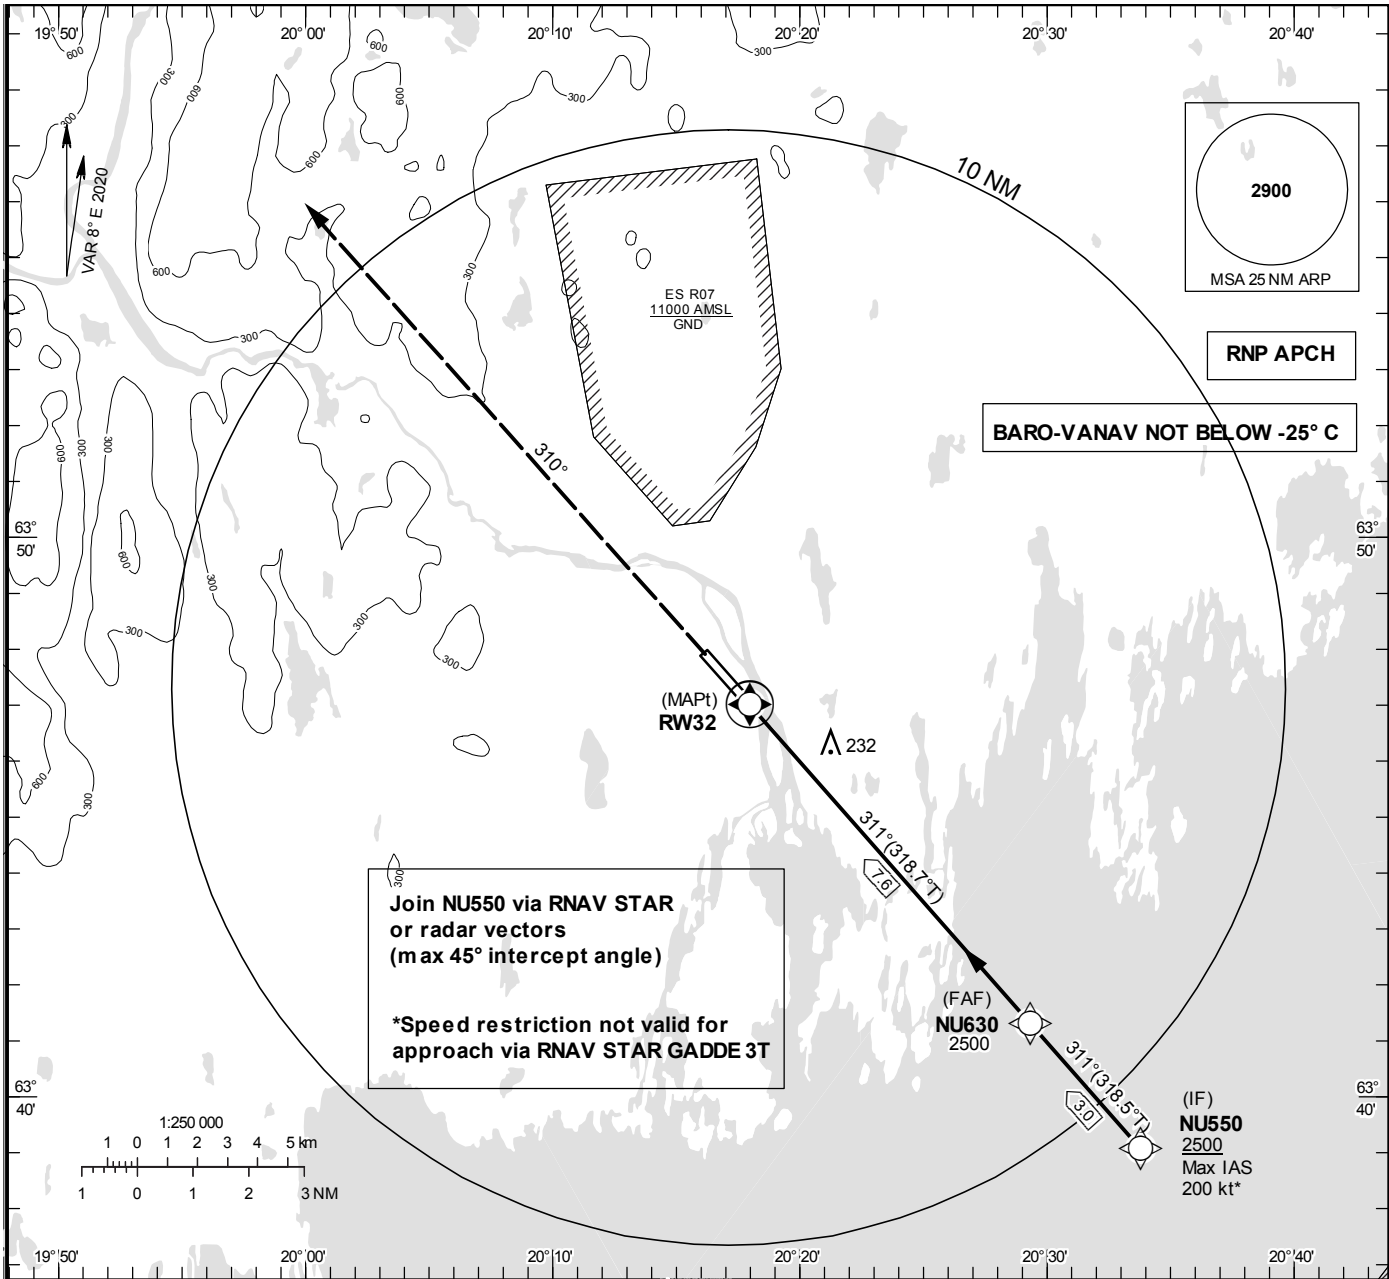 19°50'
20°00'
20°10'
20°20'
20°30'
20°40'
600
300
600
300
600
600
300
300
300
600
10 NM
2900
MSA 25 NM ARP
VAR 8° E 2020
600
300
300
ES R07
11000 AMSL
GND
RNP APCH
BARO-VANAV NOT BELOW -25° C
600
300
300
310°
63°
50'
63°
50'
600
300
300
300
300
(MAPt)
RW32
232
600
300
300
311°(318.7°T)
7.6
Join NU550 via RNAV STAR
or radar vectors
(max 45° intercept angle)
*Speed restriction not valid for
approach via RNAV STAR GADDE 3T
(FAF)
NU630
2500
311°(318.5°T)
3.0
(IF)
NU550
2500
Max IAS
200 kt*
63°
40'
63°
40'
1:250 000
1 0 1 2 3 4 5 km
1 0 1 2 3 NM
19°50'
20°00'
20°10'
20°20'
20°30'
20°40'